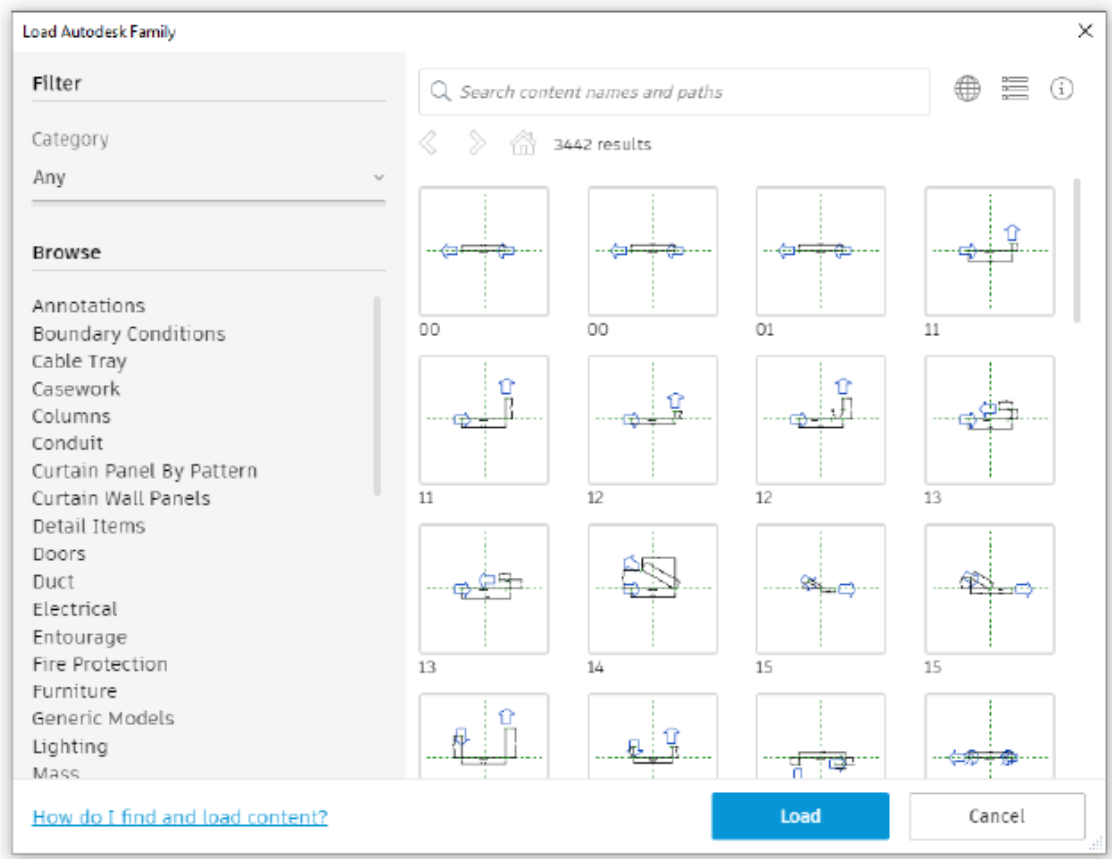 Load Autodesk Family
Filter
Category
Any
Browse
Annotations
Boundary Conditions
Cable Tray
Casework
Columns
Conduit
Curtain Panel By Pattern
Curtain Wall Panels
Detail Items
Doors
Duct
Electrical
Entourage
Fire Protection
Furniture
Generic Models
Lighting
Mass
Search content names and paths
3442 results
00 00 01 11
11 12 12 13
13 14 15 15
How do I find and load content?
Load
Cancel